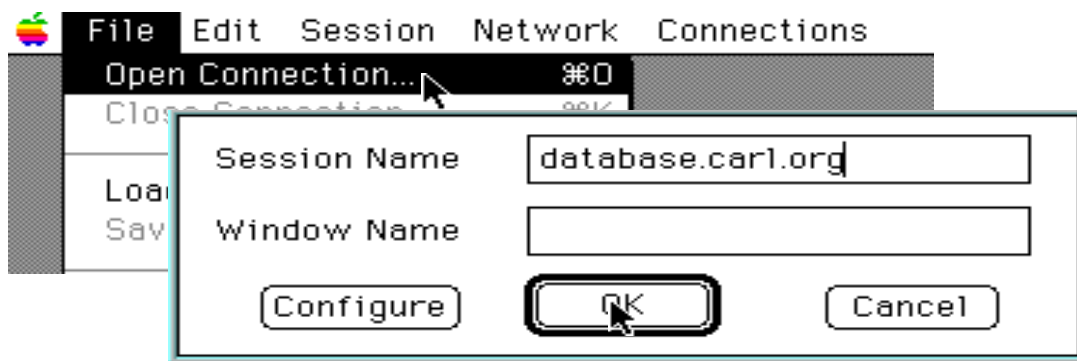 File Edit Session Network Connections
Open Connection... ⌘O
Session Name database.carl.org
Window Name
Configure OK Cancel